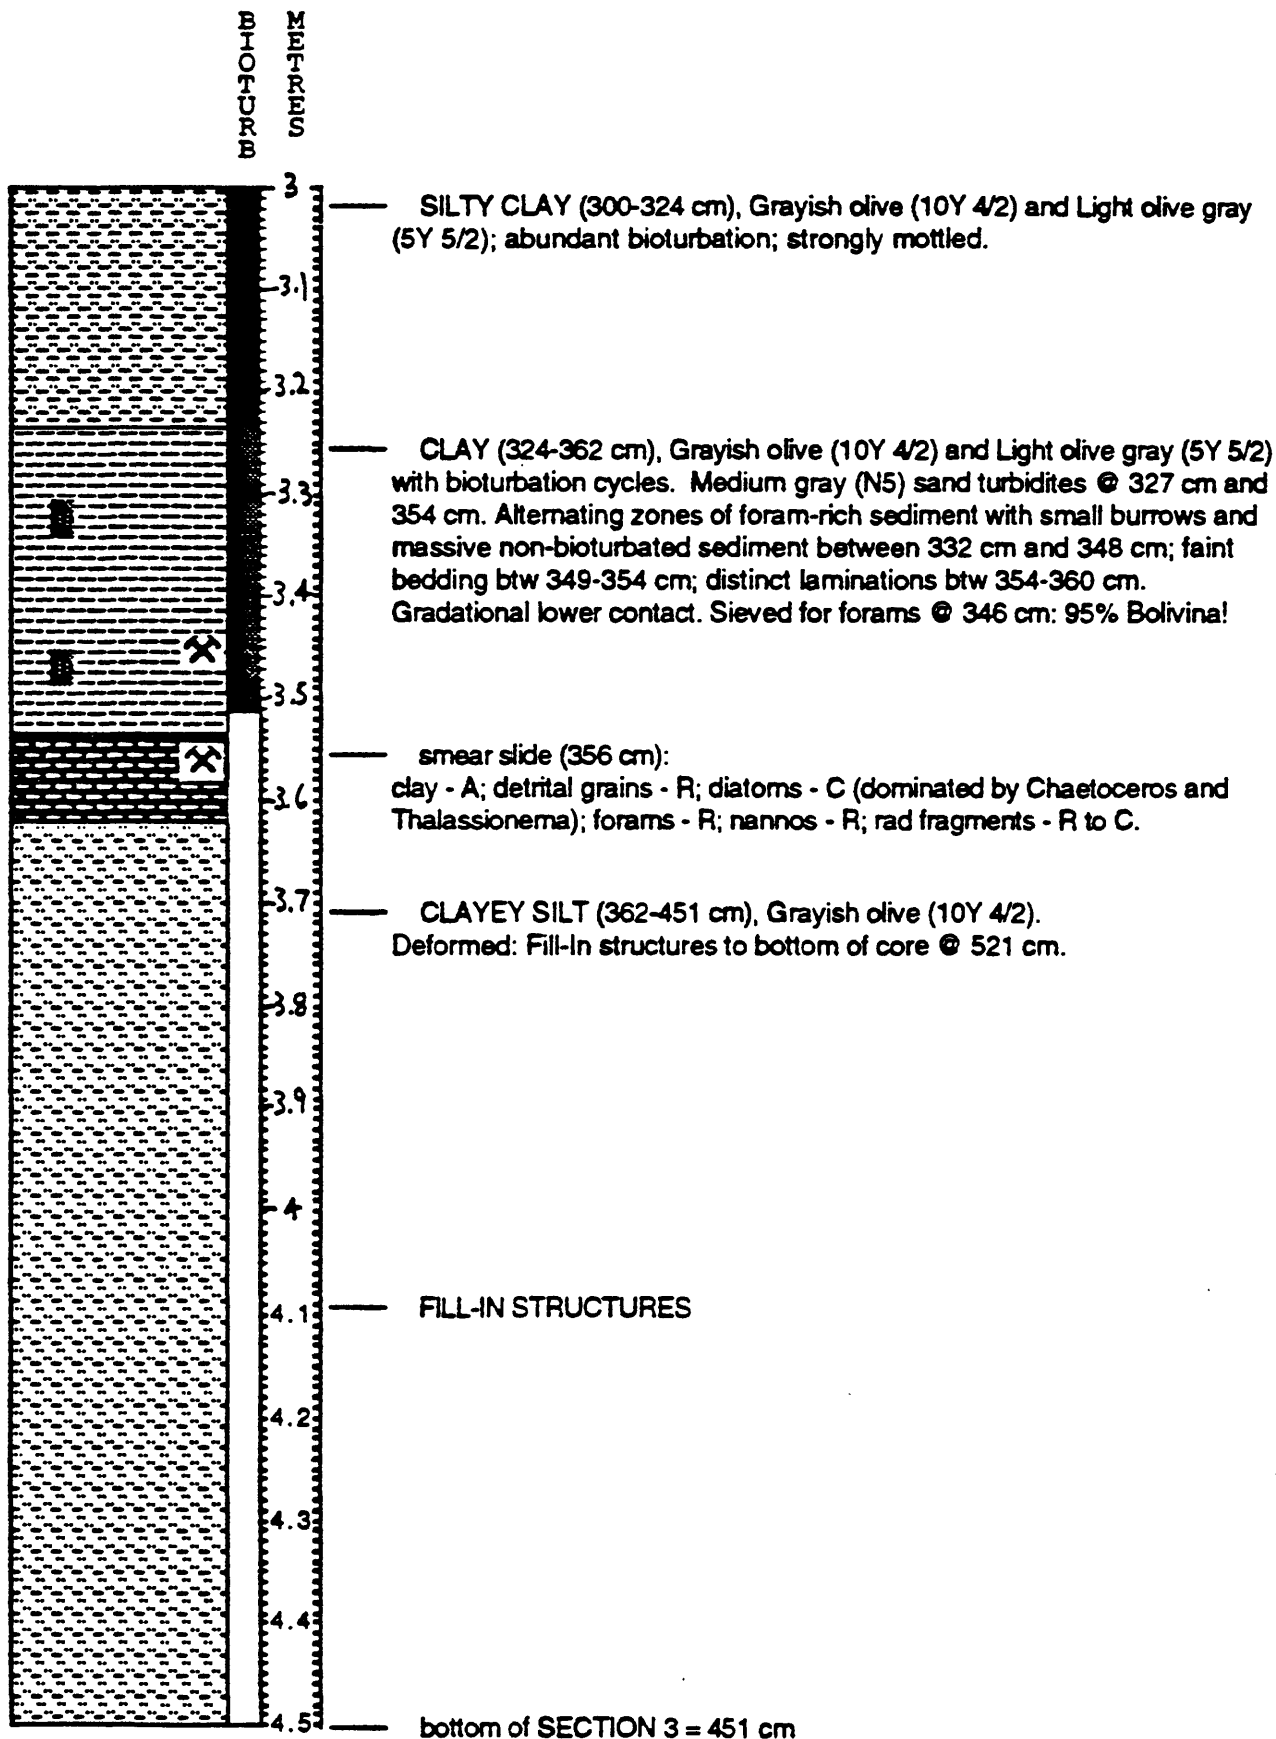 BIOTURB
METRES
3
SILTY CLAY (300-324 cm), Grayish olive (10Y 4/2) and Light olive gray
(5Y 5/2); abundant bioturbation; strongly mottled.
3.1
3.2
CLAY (324-362 cm), Grayish olive (10Y 4/2) and Light olive gray (5Y 5/2)
with bioturbation cycles. Medium gray (N5) sand turbidites @ 327 cm and
3.3
354 cm. Alternating zones of foram-rich sediment with small burrows and
massive non-bioturbated sediment between 332 cm and 348 cm; faint
bedding btw 349-354 cm; distinct laminations btw 354-360 cm.
3.4
Gradational lower contact. Sieved for forams @ 346 cm: 95% Bolivina!
3.5
smear slide (356 cm):
clay - A; detrital grains - R; diatoms - C (dominated by Chaetoceros and
3.6
Thalassionema); forams - R; nannos - R; rad fragments - R to C.
3.7
CLAYEY SILT (362-451 cm), Grayish olive (10Y 4/2).
Deformed: Fill-In structures to bottom of core @ 521 cm.
3.8
3.9
4
4.1
FILL-IN STRUCTURES
4.2
4.3
4.4
4.5
bottom of SECTION 3 = 451 cm